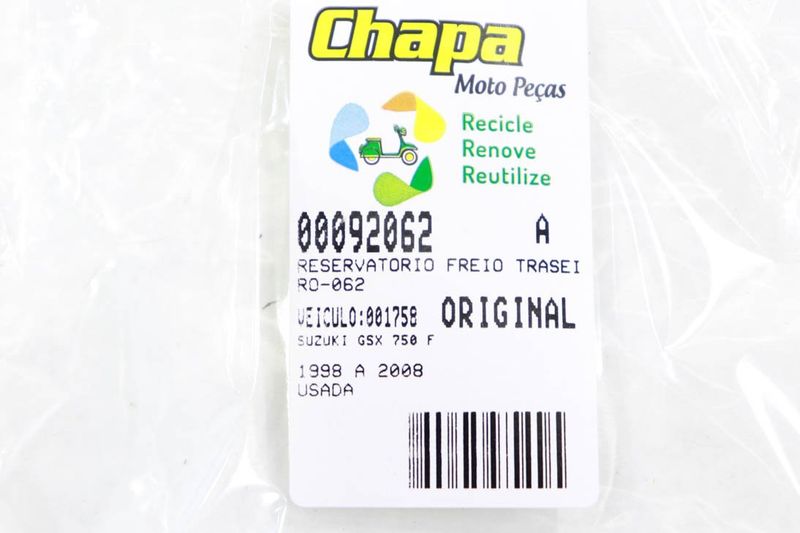 Chapa
Moto Peças
Recicle
Renove
Reutilize
00092062 A
RESERVATORIO FREIO TRASEI
RO-062
VEICULO:001758 ORIGINAL
SUZUKI GSX 750 F
1998 A 2008
USADA